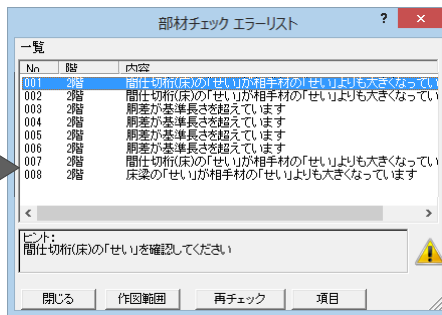 部材チェック エラーリスト
? ×
一覧
No 階 内容
001 2階 間仕切桁(床)の「せい」が相手材の「せい」よりも大きくなってい
002 2階 間仕切桁(床)の「せい」が相手材の「せい」よりも大きくなってい
003 2階 胴差が基準長さを超えています
004 2階 胴差が基準長さを超えています
005 2階 胴差が基準長さを超えています
006 2階 胴差が基準長さを超えています
007 2階 間仕切桁(床)の「せい」が相手材の「せい」よりも大きくなってい
008 2階 床梁の「せい」が相手材の「せい」よりも大きくなっています
ヒント:
間仕切桁(床)の「せい」を確認してください
閉じる 作図範囲 再チェック 項目